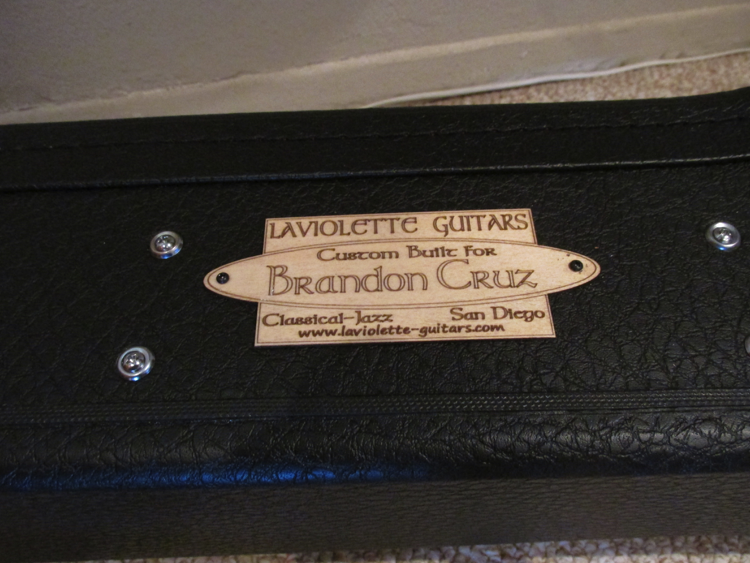 LAVIOLETTE GUITARS
Custom Built For
Brandon Cruz
Classical-Jazz San Diego
www.laviolette-guitars.com